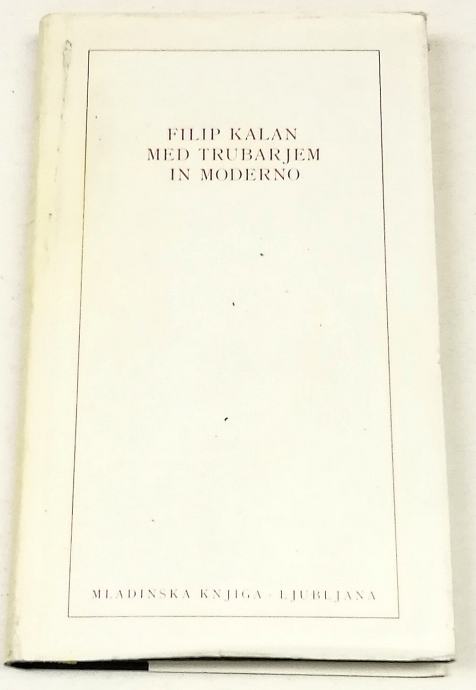 FILIP KALAN
MED TRUBARJEM
IN MODERNO
MLADINSKA KNJIGA · LJUBLJANA